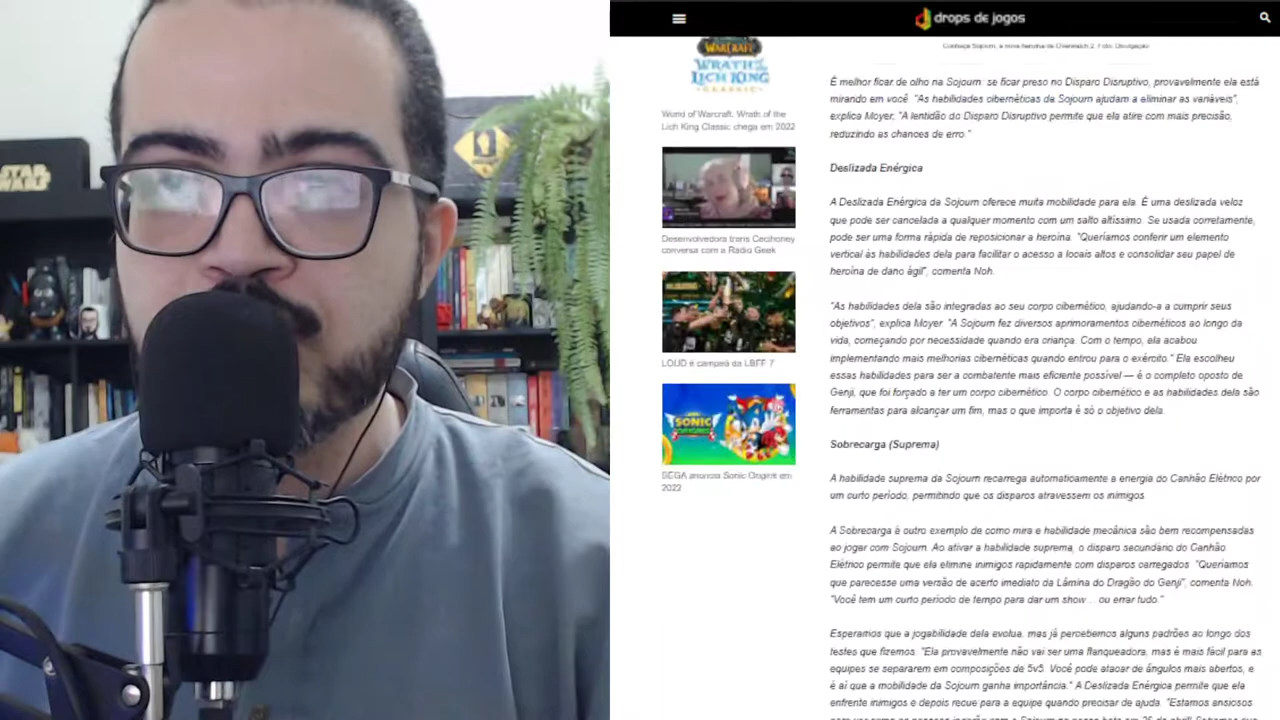 STAR
WARS
drops de jogos
Conheça Sojourn, a nova heroína de Overwatch 2. Foto: Divulgação
WARCRAFT
WRATH OF THE
LICH KING
CLASSIC
World of Warcraft: Wrath of the
Lich King Classic chega em 2022
Desenvolvedora trans Cecihoney
conversa com a Rádio Geek
LOUD é campeã da LBFF 7
SONIC
ORIGINS
SEGA anuncia Sonic Origins em
2022
É melhor ficar de olho na Sojourn: se ficar preso no Disparo Disruptivo, provavelmente ela está
mirando em você. "As habilidades cibernéticas da Sojourn ajudam a eliminar as variáveis",
explica Moyer, "A lentidão do Disparo Disruptivo permite que ela atire com mais precisão,
reduzindo as chances de erro."
Deslizada Enérgica
A Deslizada Enérgica da Sojourn oferece muita mobilidade para ela. É uma deslizada veloz
que pode ser cancelada a qualquer momento com um salto altíssimo. Se usada corretamente,
pode ser uma forma rápida de reposicionar a heroína. "Queríamos conferir um elemento
vertical às habilidades dela para facilitar o acesso a locais altos e consolidar seu papel de
heroína de dano ágil", comenta Noh.
"As habilidades dela são integradas ao seu corpo cibernético, ajudando-a a cumprir seus
objetivos", explica Moyer. "A Sojourn fez diversos aprimoramentos cibernéticos ao longo da
vida, começando por necessidade quando era criança. Com o tempo, ela acabou
implementando mais melhorias cibernéticas quando entrou para o exército." Ela escolheu
essas habilidades para ser a combatente mais eficiente possível — é o completo oposto de
Genji, que foi forçado a ter um corpo cibernético. O corpo cibernético e as habilidades dela são
ferramentas para alcançar um fim, mas o que importa é só o objetivo dela.
Sobrecarga (Suprema)
A habilidade suprema da Sojourn recarrega automaticamente a energia do Canhão Elétrico por
um curto período, permitindo que os disparos atravessem os inimigos.
A Sobrecarga é outro exemplo de como mira e habilidade mecânica são bem recompensadas
ao jogar com Sojourn. Ao ativar a habilidade suprema, o disparo secundário do Canhão
Elétrico permite que ela elimine inimigos rapidamente com disparos carregados. "Queríamos
que parecesse uma versão de acerto imediato da Lâmina do Dragão do Genji", comenta Noh.
"Você tem um curto período de tempo para dar um show… ou errar tudo."
Esperamos que a jogabilidade dela evolua, mas já percebemos alguns padrões ao longo dos
testes que fizemos. "Ela provavelmente não vai ser uma flanqueadora, mas é mais fácil para as
equipes se separarem em composições de 5v5. Você pode atacar de ângulos mais abertos, e
é aí que a mobilidade da Sojourn ganha importância." A Deslizada Enérgica permite que ela
enfrente inimigos e depois recue para a equipe quando precisar de ajuda. "Estamos ansiosos